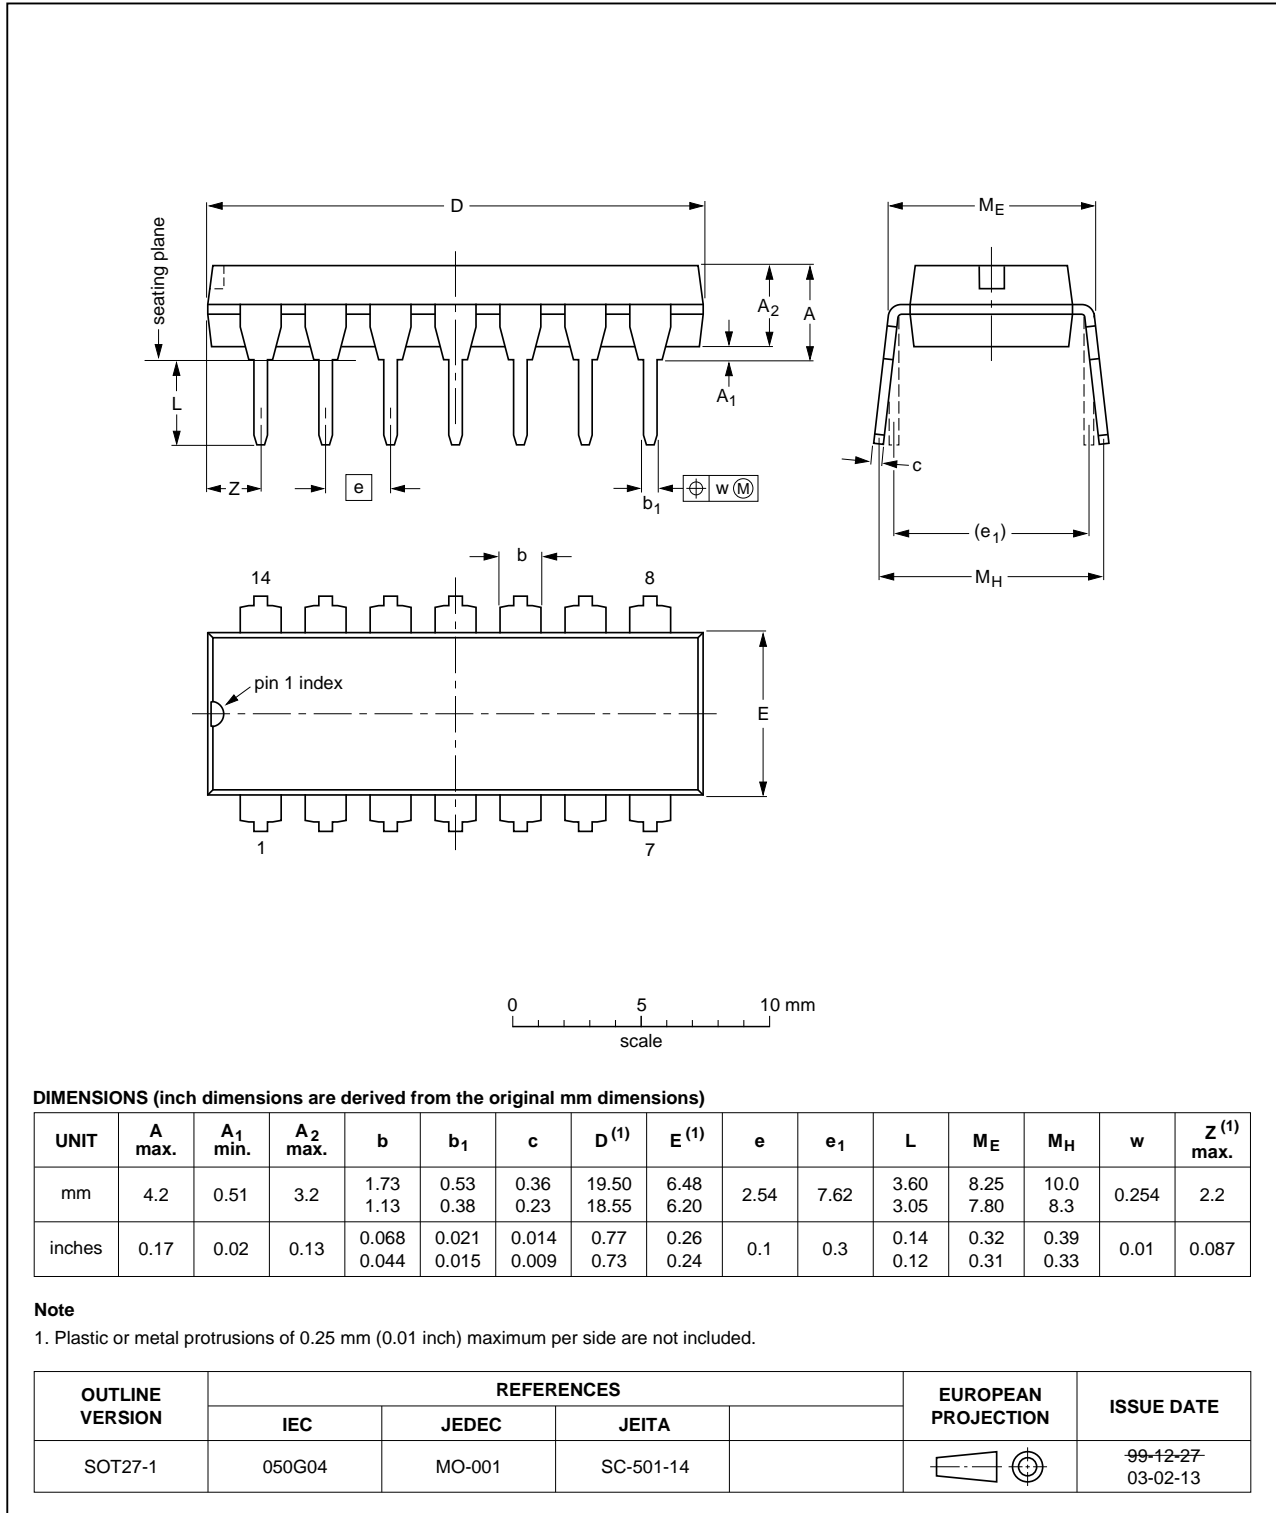 D
M_E
seating plane
A_2
A
A_1
L
c
Z
e
b_1
w M
(e_1)
M_H
b
14
8
pin 1 index
E
1
7
0
5
10 mm
scale
DIMENSIONS (inch dimensions are derived from the original mm dimensions)
UNIT A max. A1 min. A2 max. b b1 c D(1) E(1) e e1 L ME MH w Z(1) max.
mm 4.2 0.51 3.2 1.73 1.13 0.53 0.38 0.36 0.23 19.50 18.55 6.48 6.20 2.54 7.62 3.60 3.05 8.25 7.80 10.0 8.3 0.254 2.2
inches 0.17 0.02 0.13 0.068 0.044 0.021 0.015 0.014 0.009 0.77 0.73 0.26 0.24 0.1 0.3 0.14 0.12 0.32 0.31 0.39 0.33 0.01 0.087
Note
1. Plastic or metal protrusions of 0.25 mm (0.01 inch) maximum per side are not included.
OUTLINE VERSION REFERENCES EUROPEAN PROJECTION ISSUE DATE
IEC JEDEC JEITA
SOT27-1 050G04 MO-001 SC-501-14 99-12-27
03-02-13